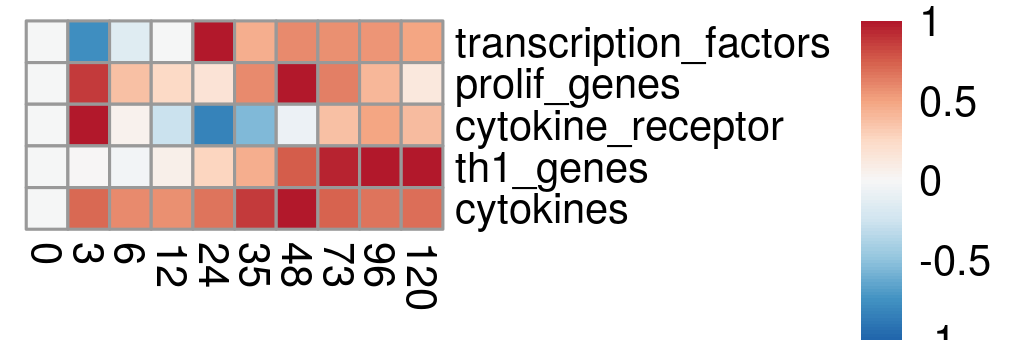 transcription_factors
prolif_genes
cytokine_receptor
th1_genes
cytokines
0 3 6 12 24 35 48 73 96 120
1
0.5
0
-0.5